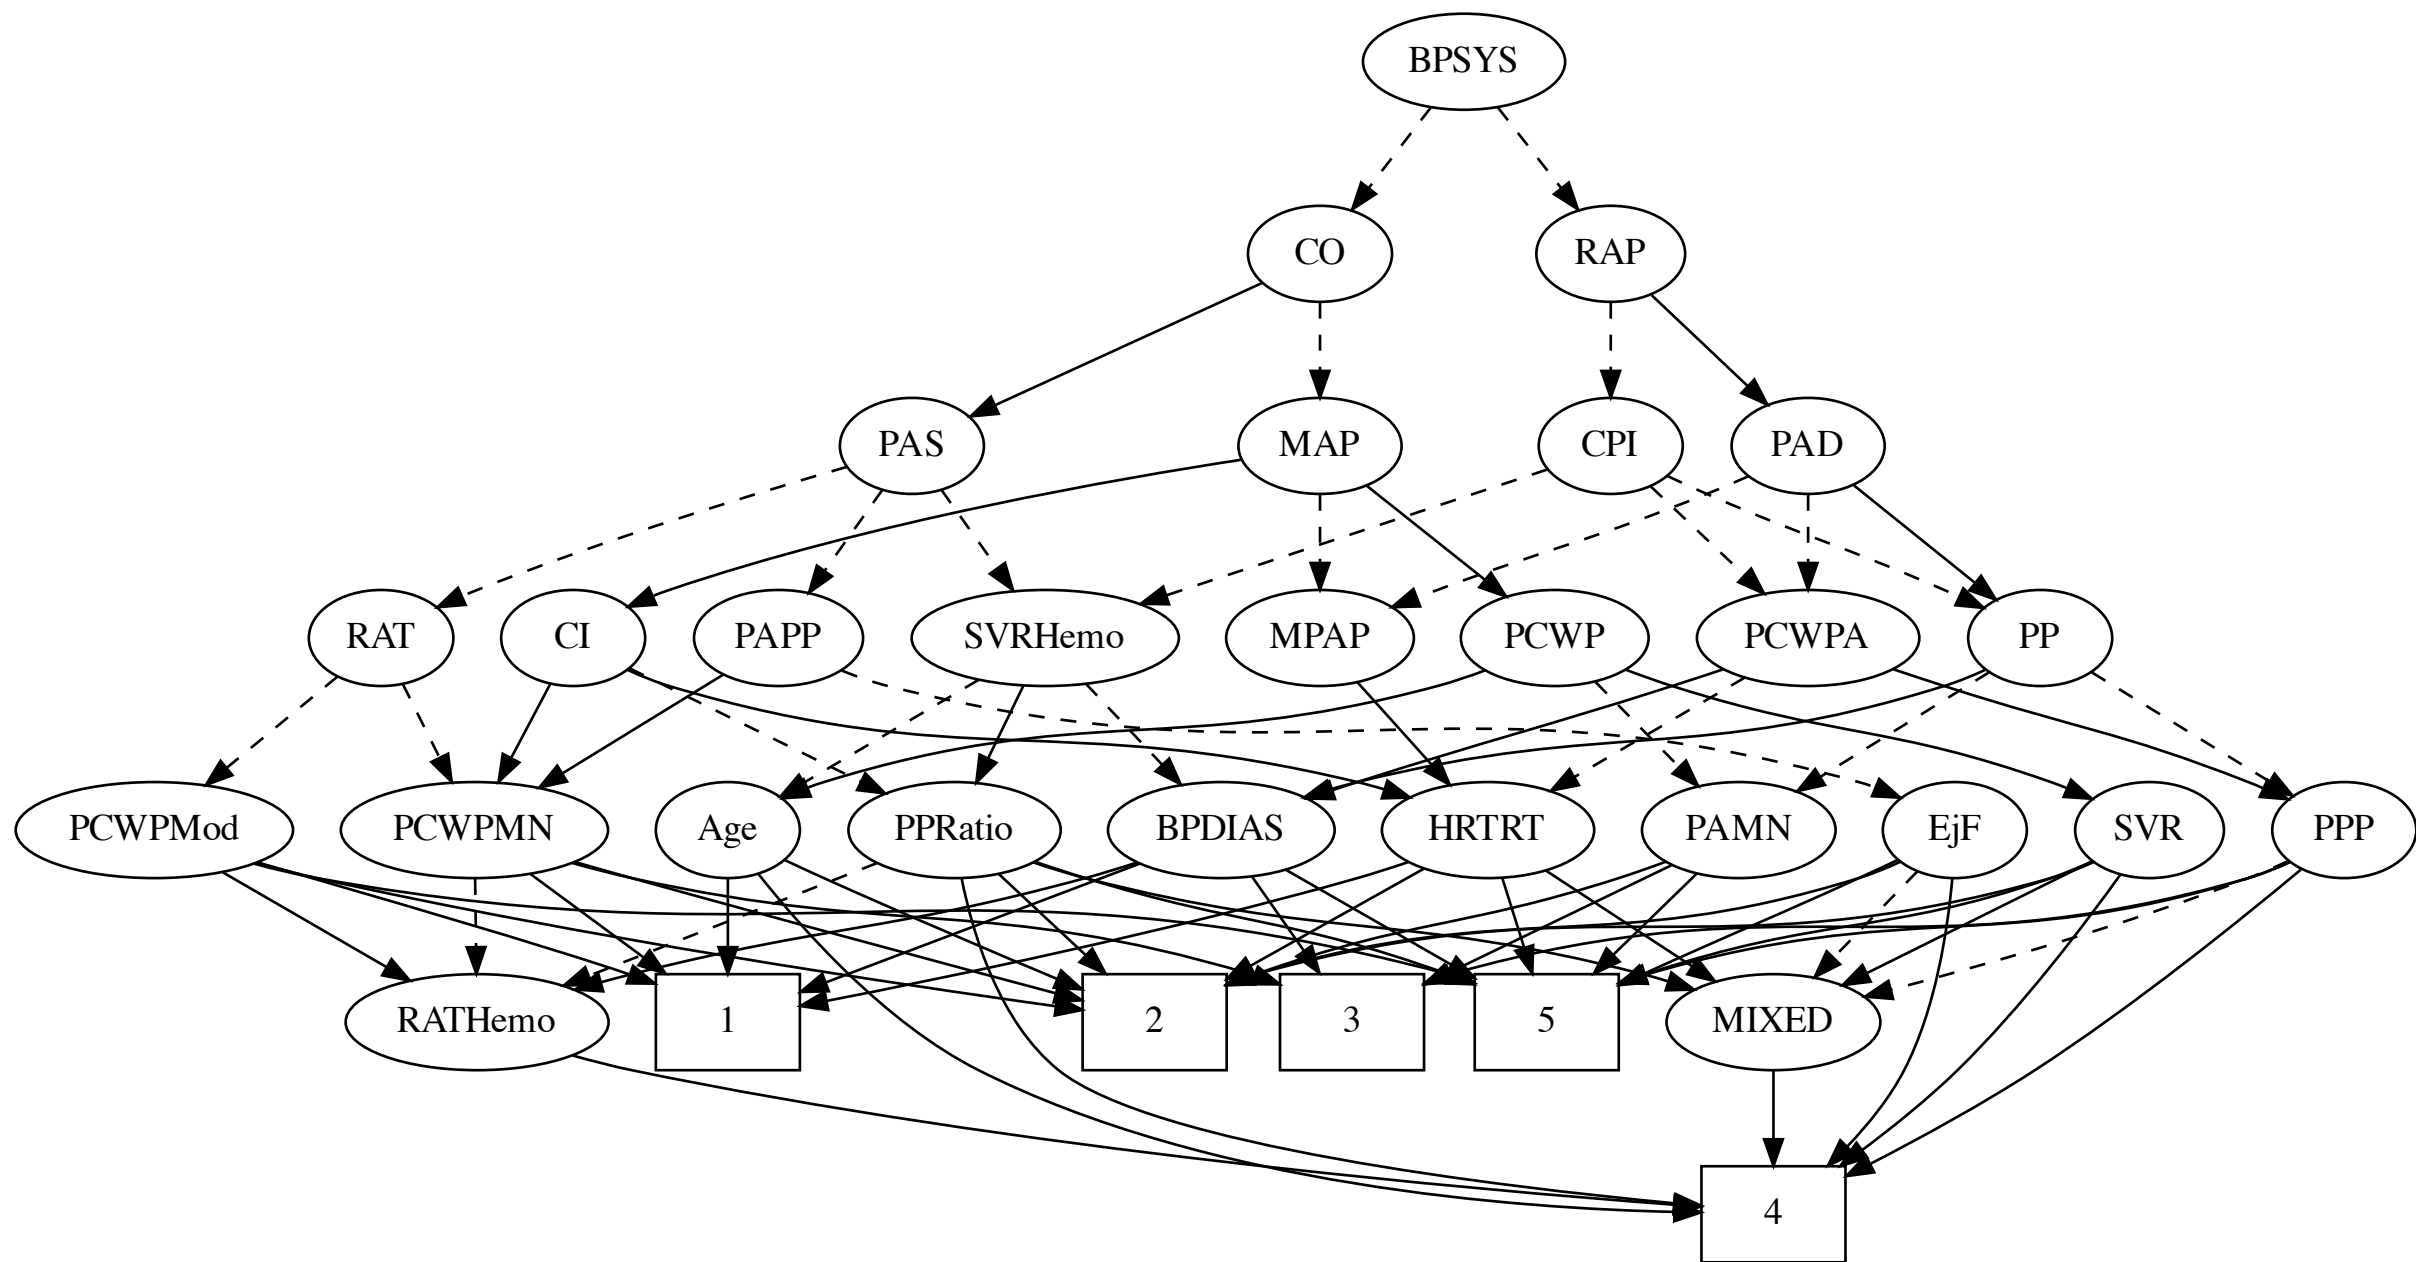 BPSYS
CO
RAP
PAS
MAP
CPI
PAD
RAT
CI
PAPP
SVRHemo
MPAP
PCWP
PCWPA
PP
PCWPMod
PCWPMN
Age
PPRatio
BPDIAS
HRTRT
PAMN
EjF
SVR
PPP
RATHemo
1
2
3
5
MIXED
4